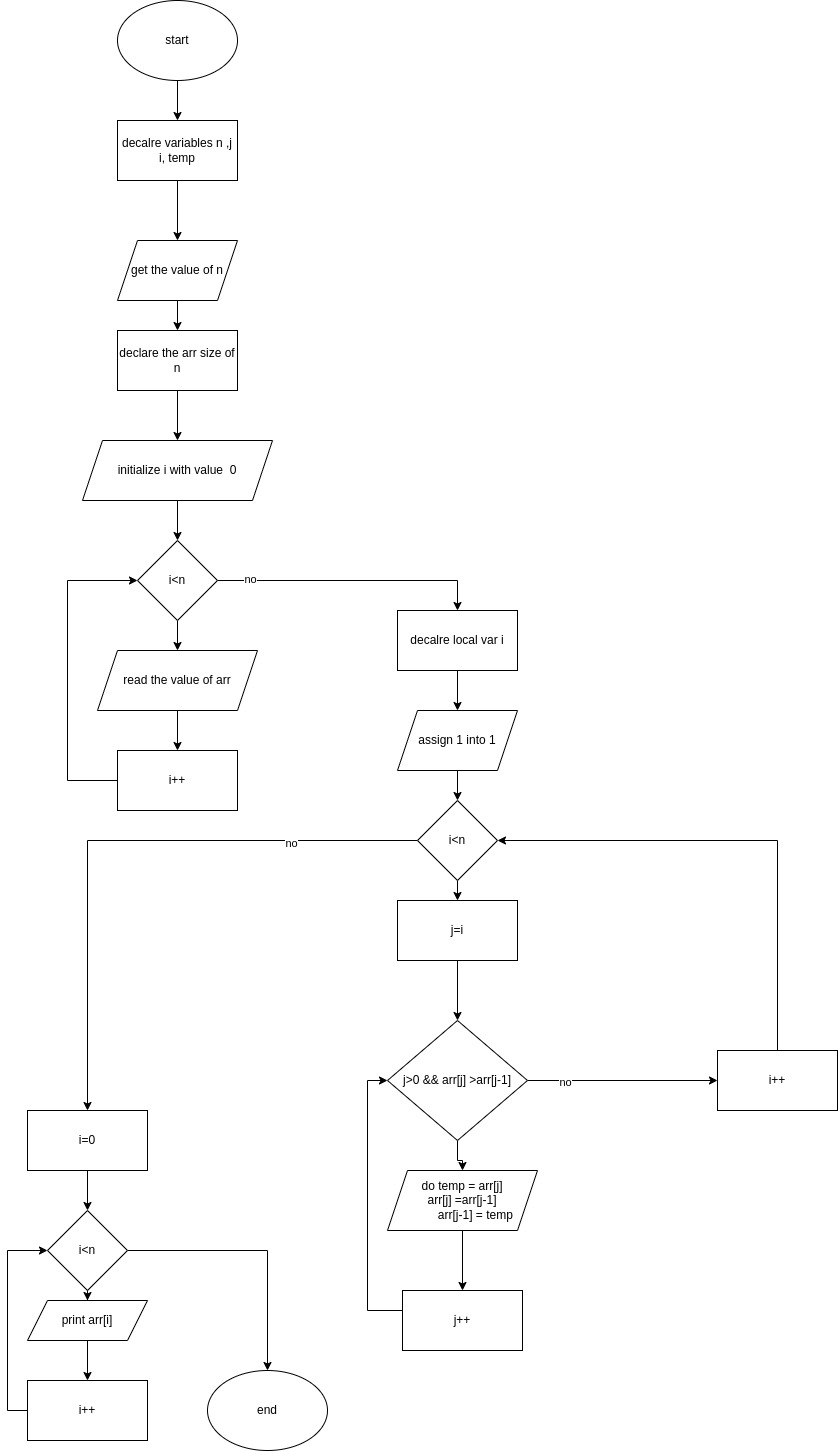 start
decalre variables n ,j
i, temp
get the value of n
declare the arr size of
n
initialize i with value  0
i<n
no
read the value of arr
i++
decalre local var i
assign 1 into 1
i<n
no
j=i
j>0 && arr[j] >arr[j-1]
no
i++
do temp = arr[j]
arr[j] =arr[j-1]
arr[j-1] = temp
j++
i=0
i<n
print arr[i]
i++
end